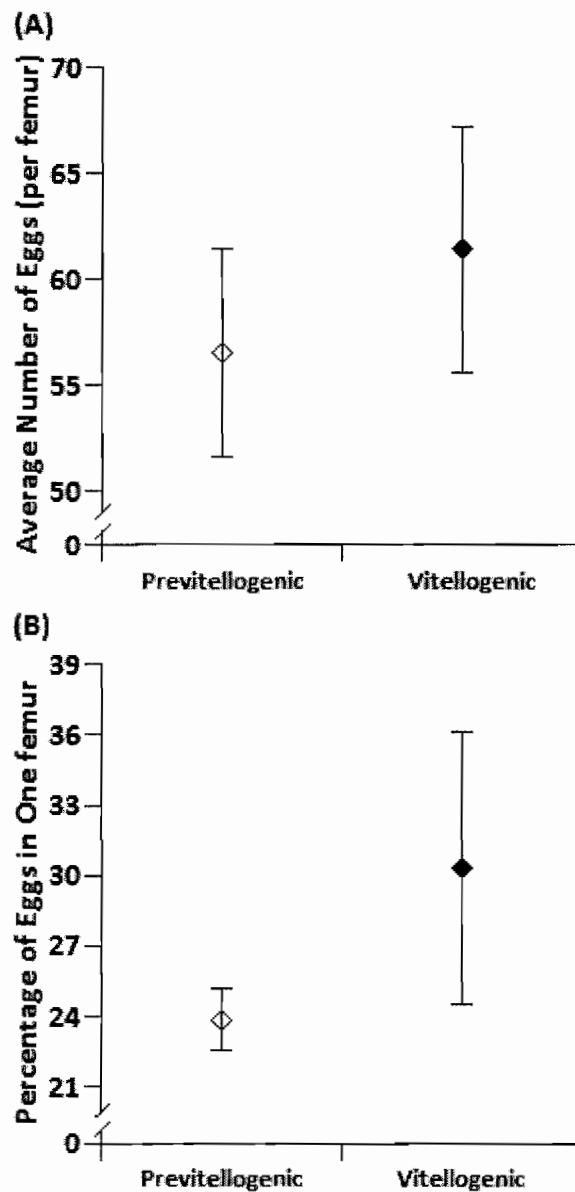 (A)
Average Number of Eggs (per femur)
70
65
60
55
50
0
Previtellogenic Vitellogenic
(B)
Percentage of Eggs in One femur
39
36
33
30
27
24
21
0
Previtellogenic Vitellogenic